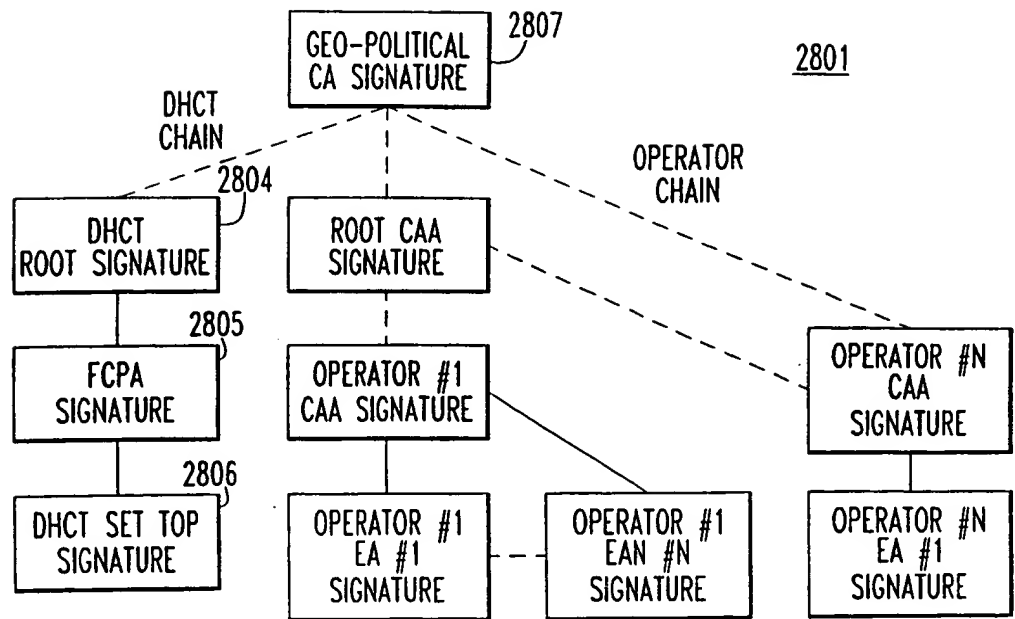 GEO-POLITICAL
CA SIGNATURE
2807
2801
DHCT
CHAIN
OPERATOR
CHAIN
2804
DHCT
ROOT SIGNATURE
ROOT CAA
SIGNATURE
2805
FCPA
SIGNATURE
OPERATOR #1
CAA SIGNATURE
OPERATOR #N
CAA
SIGNATURE
2806
DHCT SET TOP
SIGNATURE
OPERATOR #1
EA #1
SIGNATURE
OPERATOR #1
EAN #N
SIGNATURE
OPERATOR #N
EA #1
SIGNATURE